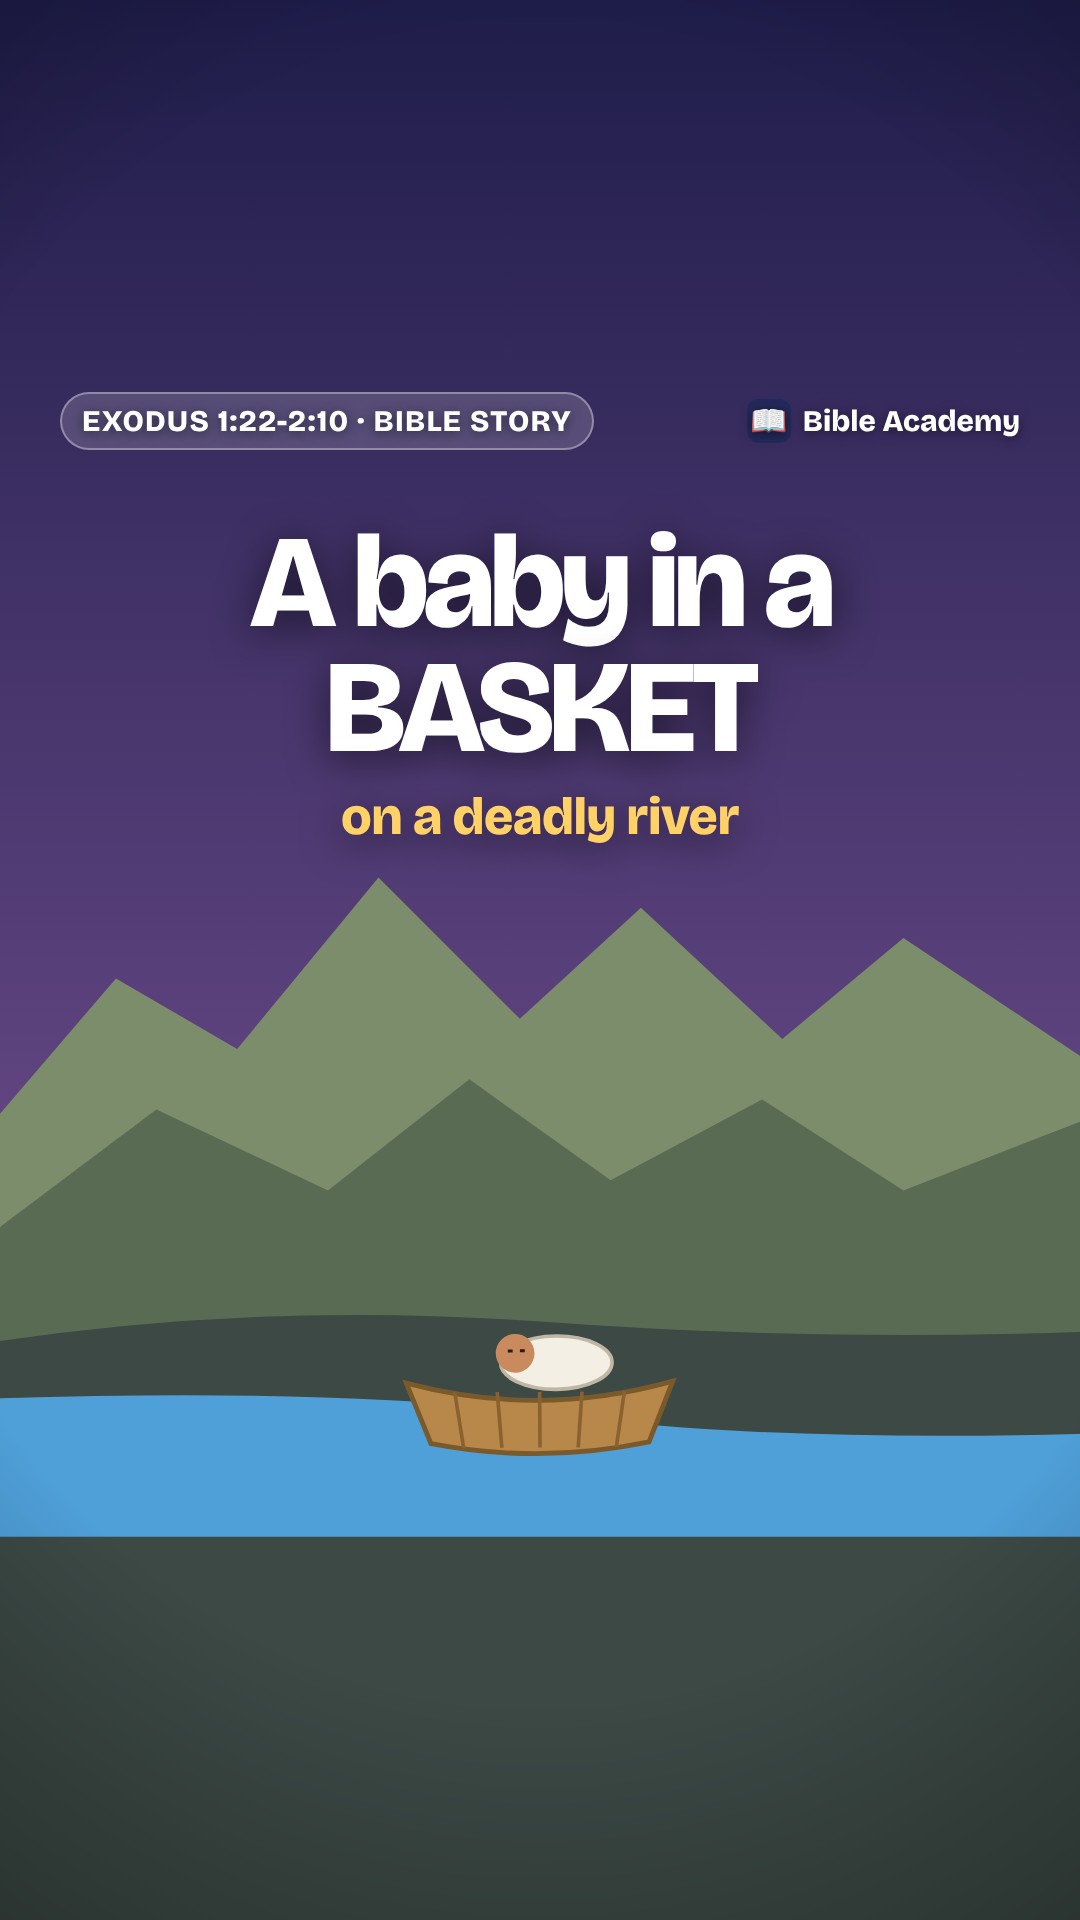 EXODUS 1:22-2:10 · BIBLE STORY
Bible Academy
A baby in a
BASKET
on a deadly river